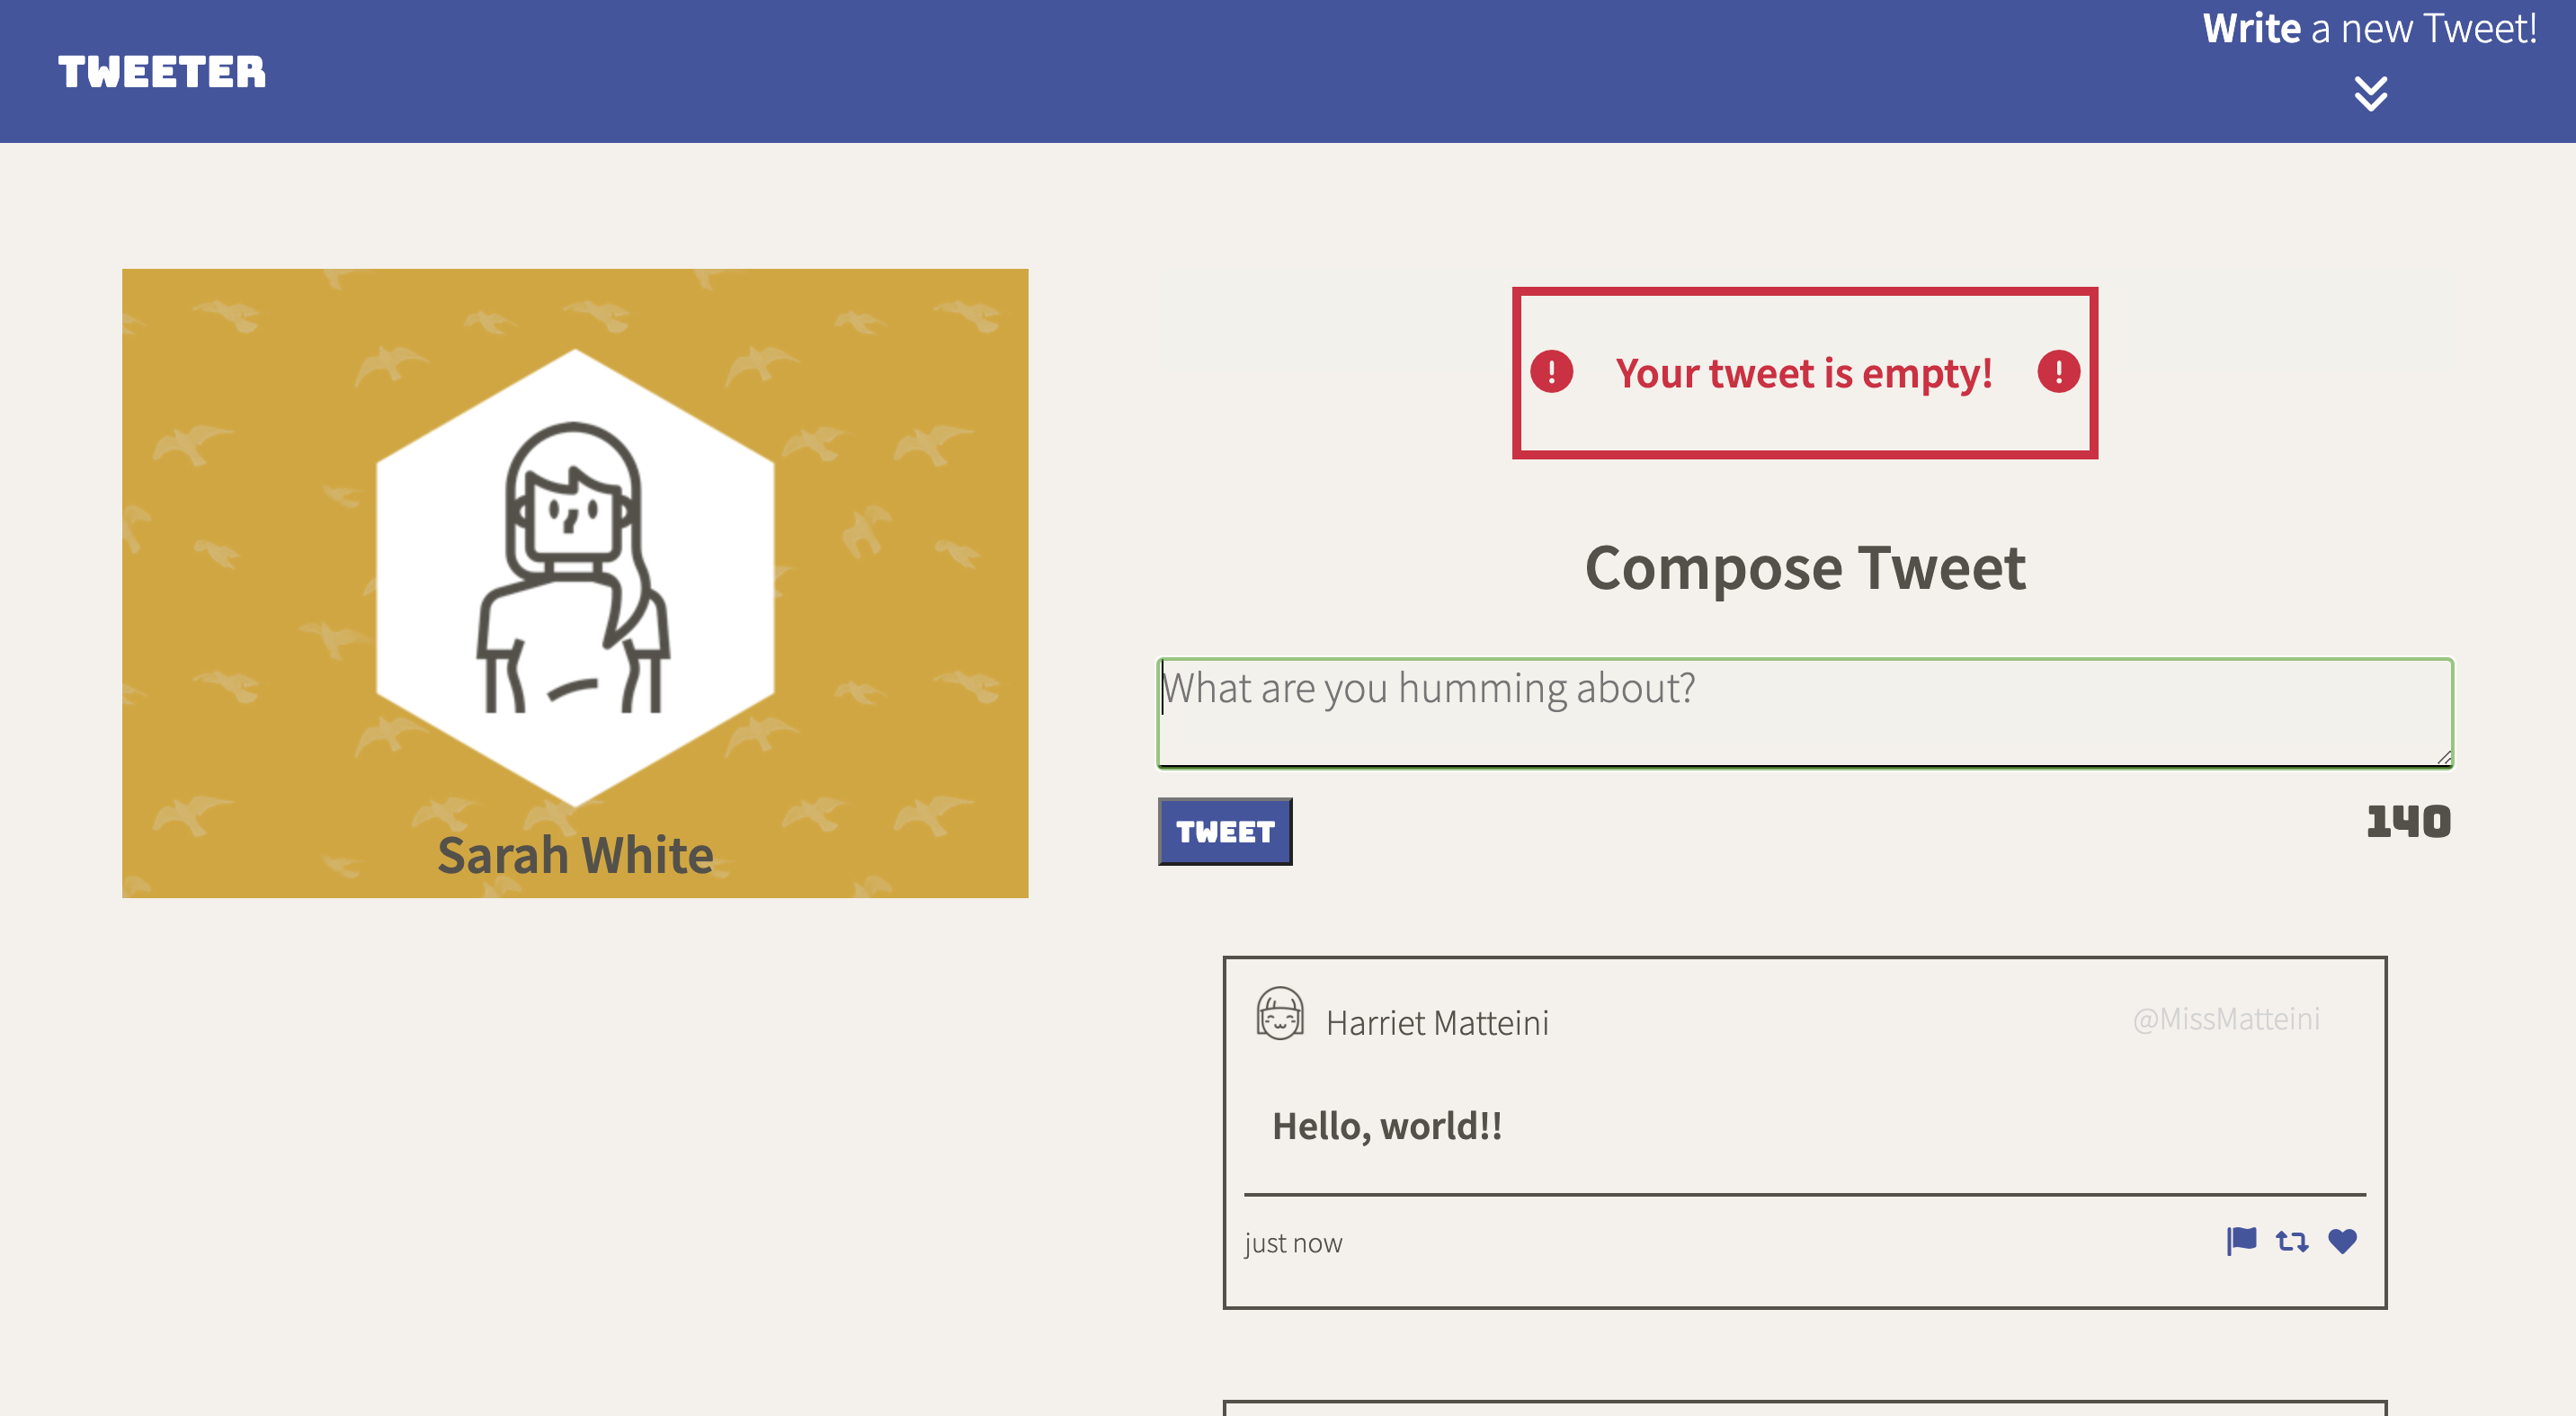 TWEETER
Write a new Tweet!
Sarah White
Your tweet is empty!
Compose Tweet
What are you humming about?
TWEET
140
Harriet Matteini
@MissMatteini
Hello, world!!
just now